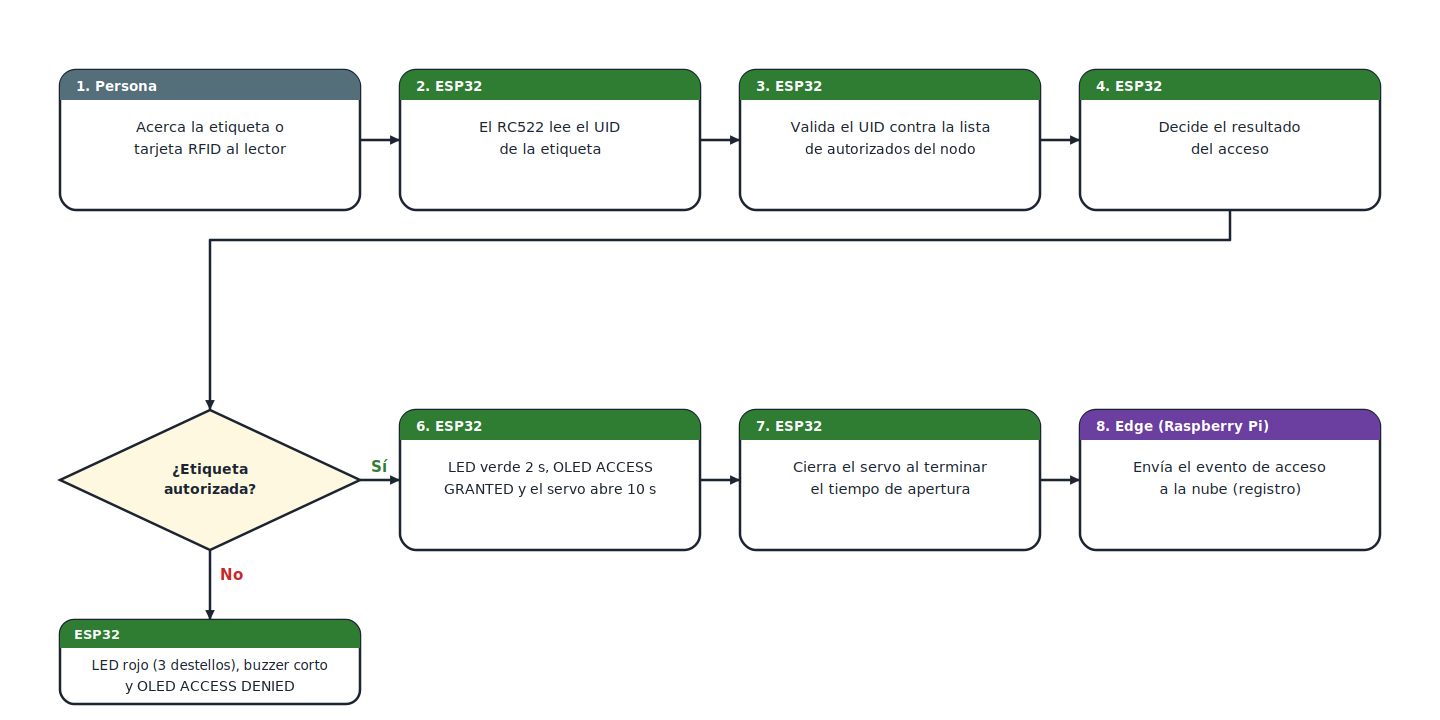 1. Persona
Acerca la etiqueta o
tarjeta RFID al lector
2. ESP32
El RC522 lee el UID
de la etiqueta
3. ESP32
Valida el UID contra la lista
de autorizados del nodo
4. ESP32
Decide el resultado
del acceso
¿Etiqueta
autorizada?
Sí
6. ESP32
LED verde 2 s, OLED ACCESS
GRANTED y el servo abre 10 s
7. ESP32
Cierra el servo al terminar
el tiempo de apertura
8. Edge (Raspberry Pi)
Envía el evento de acceso
a la nube (registro)
No
ESP32
LED rojo (3 destellos), buzzer corto
y OLED ACCESS DENIED